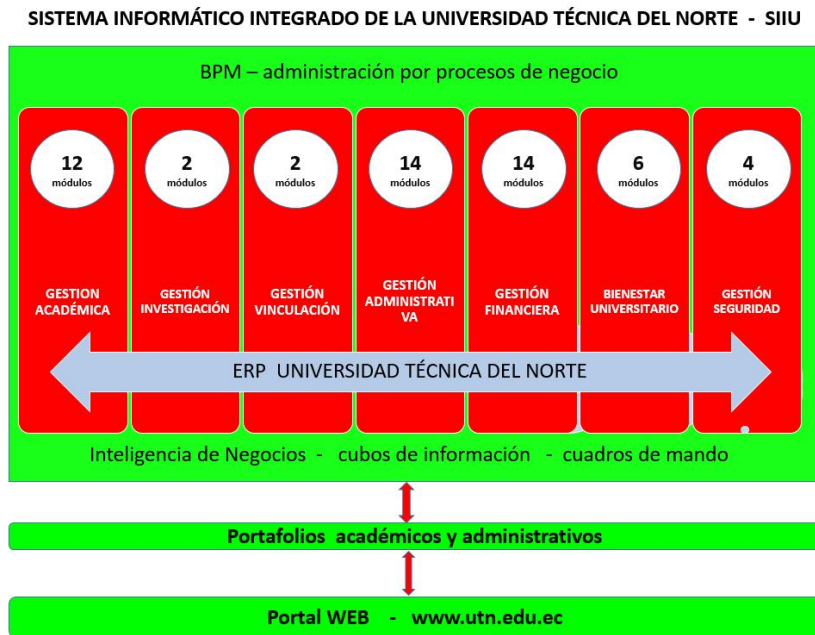 SISTEMA INFORMÁTICO INTEGRADO DE LA UNIVERSIDAD TÉCNICA DEL NORTE - SIIU
BPM – administración por procesos de negocio
12
módulos
2
módulos
2
módulos
14
módulos
14
módulos
6
módulos
4
módulos
GESTION
ACADÉMICA
GESTIÓN
INVESTIGACIÓN
GESTIÓN
VINCULACIÓN
GESTIÓN
ADMINISTRATI
VA
GESTIÓN
FINANCIERA
BIENESTAR
UNIVERSITARIO
GESTIÓN
SEGURIDAD
ERP UNIVERSIDAD TÉCNICA DEL NORTE
Inteligencia de Negocios - cubos de información - cuadros de mando
Portafolios académicos y administrativos
Portal WEB - www.utn.edu.ec